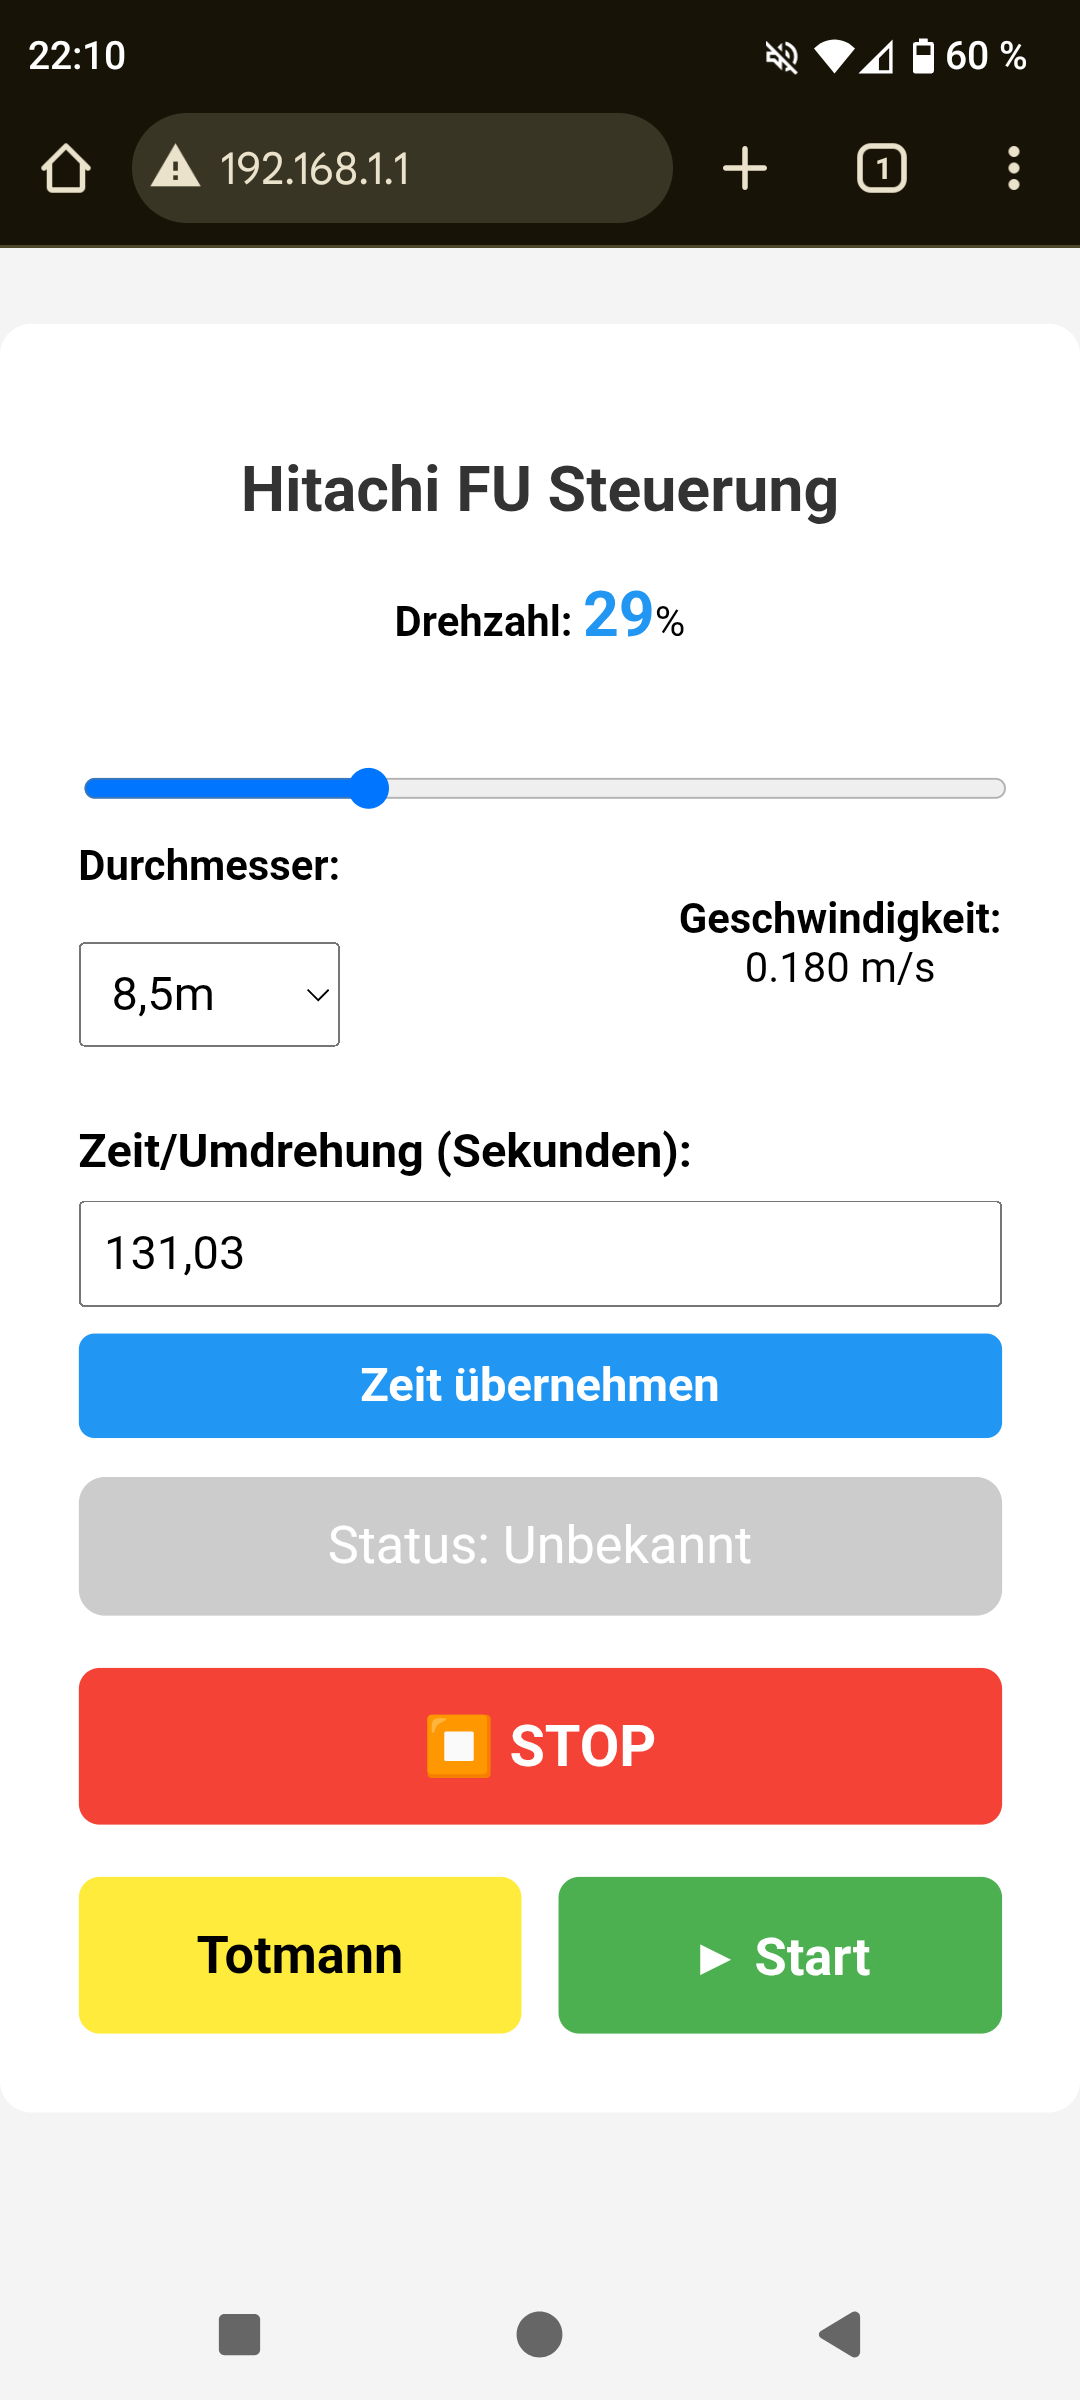 22:10
60 %
192.168.1.1
1
Hitachi FU Steuerung
Drehzahl: 29%
Durchmesser:
8,5m
Geschwindigkeit:
0.180 m/s
Zeit/Umdrehung (Sekunden):
131,03
Zeit übernehmen
Status: Unbekannt
STOP
Totmann
Start